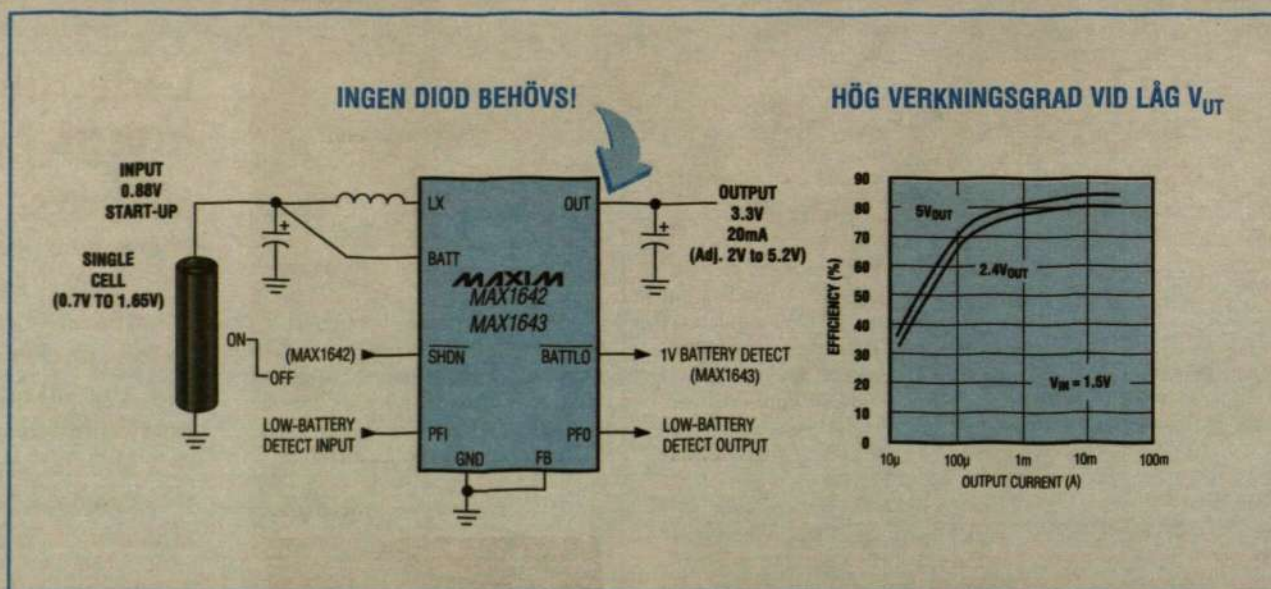 INGEN DIOD BEHÖVS!
INPUT
0.88V
START-UP
SINGLE
CELL
(0.7V TO 1.65V)
ON
OFF
(MAX1642)
LOW-BATTERY
DETECT INPUT
LX
OUT
BATT
MAXIM
MAX1642
MAX1643
SHDN
BATTLO
PFI
PFO
GND
FB
OUTPUT
3.3V
20mA
(Adj. 2V to 5.2V)
1V BATTERY DETECT
(MAX1643)
LOW-BATTERY
DETECT OUTPUT
HÖG VERKNINGSGRAD VID LÅG VUT
EFFICIENCY (%)
90
80
70
60
50
40
30
20
10
0
5VOUT
2.4VOUT
VIN = 1.5V
10µ
100µ
1m
10m
100m
OUTPUT CURRENT (A)